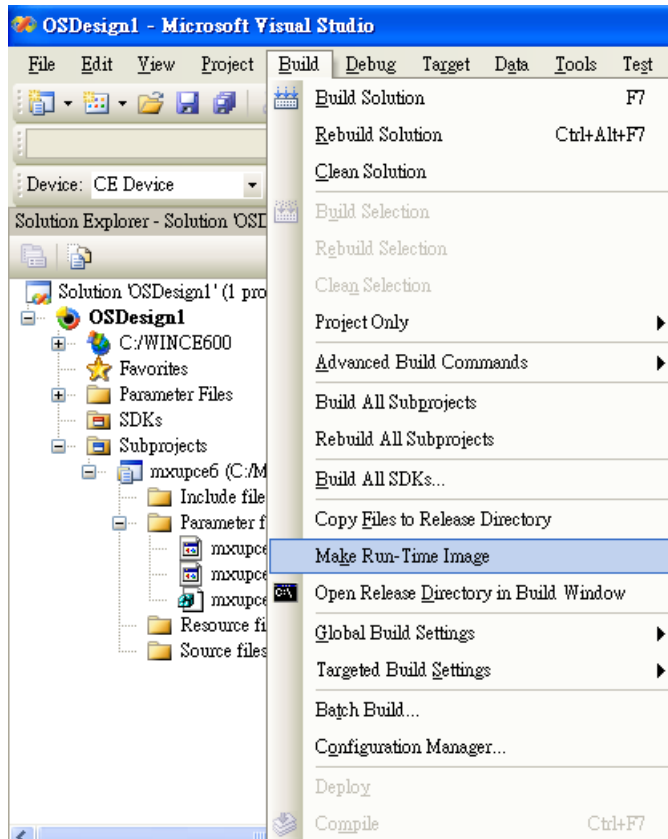 OSDesign1 - Microsoft Visual Studio
File Edit View Project Build Debug Target Data Tools Test
Device: CE Device
Solution Explorer - Solution 'OSD
Solution 'OSDesign1' (1 pro
OSDesign1
C:/WINCE600
Favorites
Parameter Files
SDKs
Subprojects
mxupce6 (C:/M
Include file
Parameter f
mxupce
mxupce
mxupce
Resource fi
Source files
Build Solution F7
Rebuild Solution Ctrl+Alt+F7
Clean Solution
Build Selection
Rebuild Selection
Clean Selection
Project Only
Advanced Build Commands
Build All Subprojects
Rebuild All Subprojects
Build All SDKs...
Copy Files to Release Directory
Make Run-Time Image
C:\
Open Release Directory in Build Window
Global Build Settings
Targeted Build Settings
Batch Build...
Configuration Manager...
Deploy
Compile Ctrl+F7